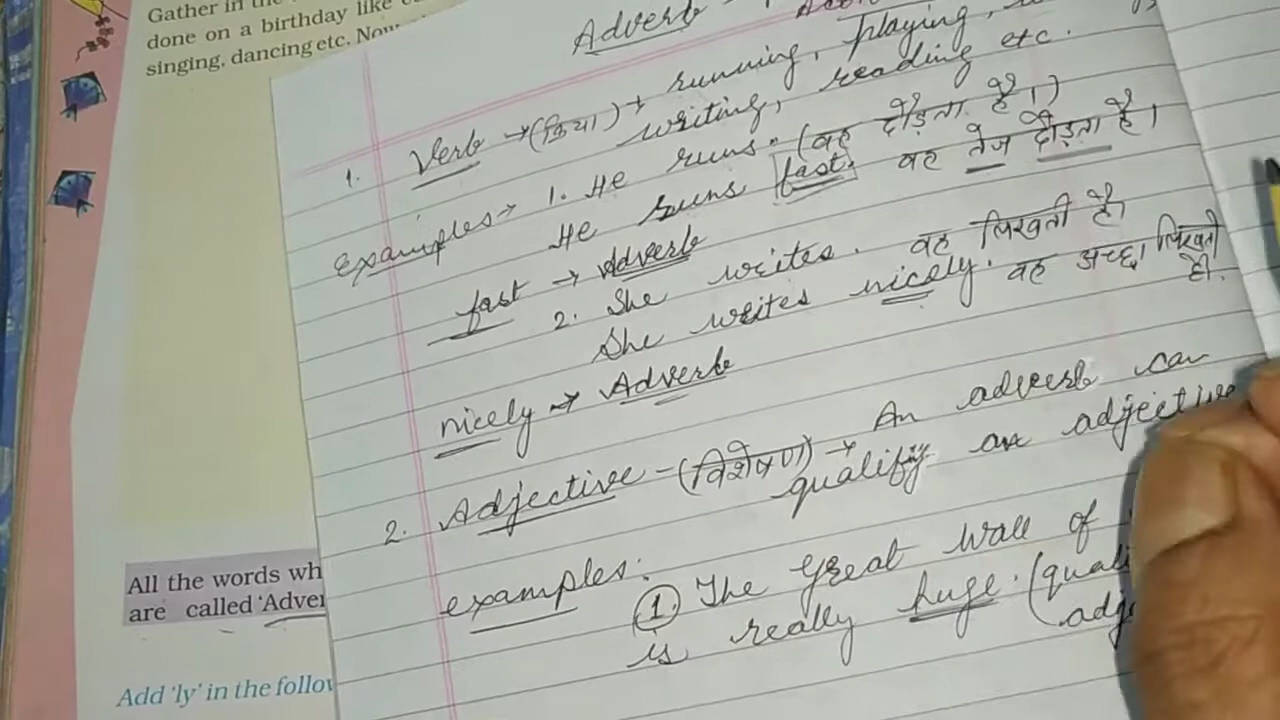 Gather in the
done on a birthday like
singing, dancing etc. Now
Adverb -
1. Verb → (क्रिया) → running, playing,
writing, reading etc.
Examples → 1. He runs. (वह दौड़ता है।)
He runs fast. वह तेज दौड़ता है।
fast → Adverb
2. She writes. वह लिखती है।
She writes nicely. वह अच्छा लिखती है।
nicely → Adverb
2. Adjective - (विशेषण) → An adverb can
qualify an adjective
examples:
① The great wall of
is really huge. (quali
adje
All the words wh
are called 'Adver
Add 'ly' in the follow